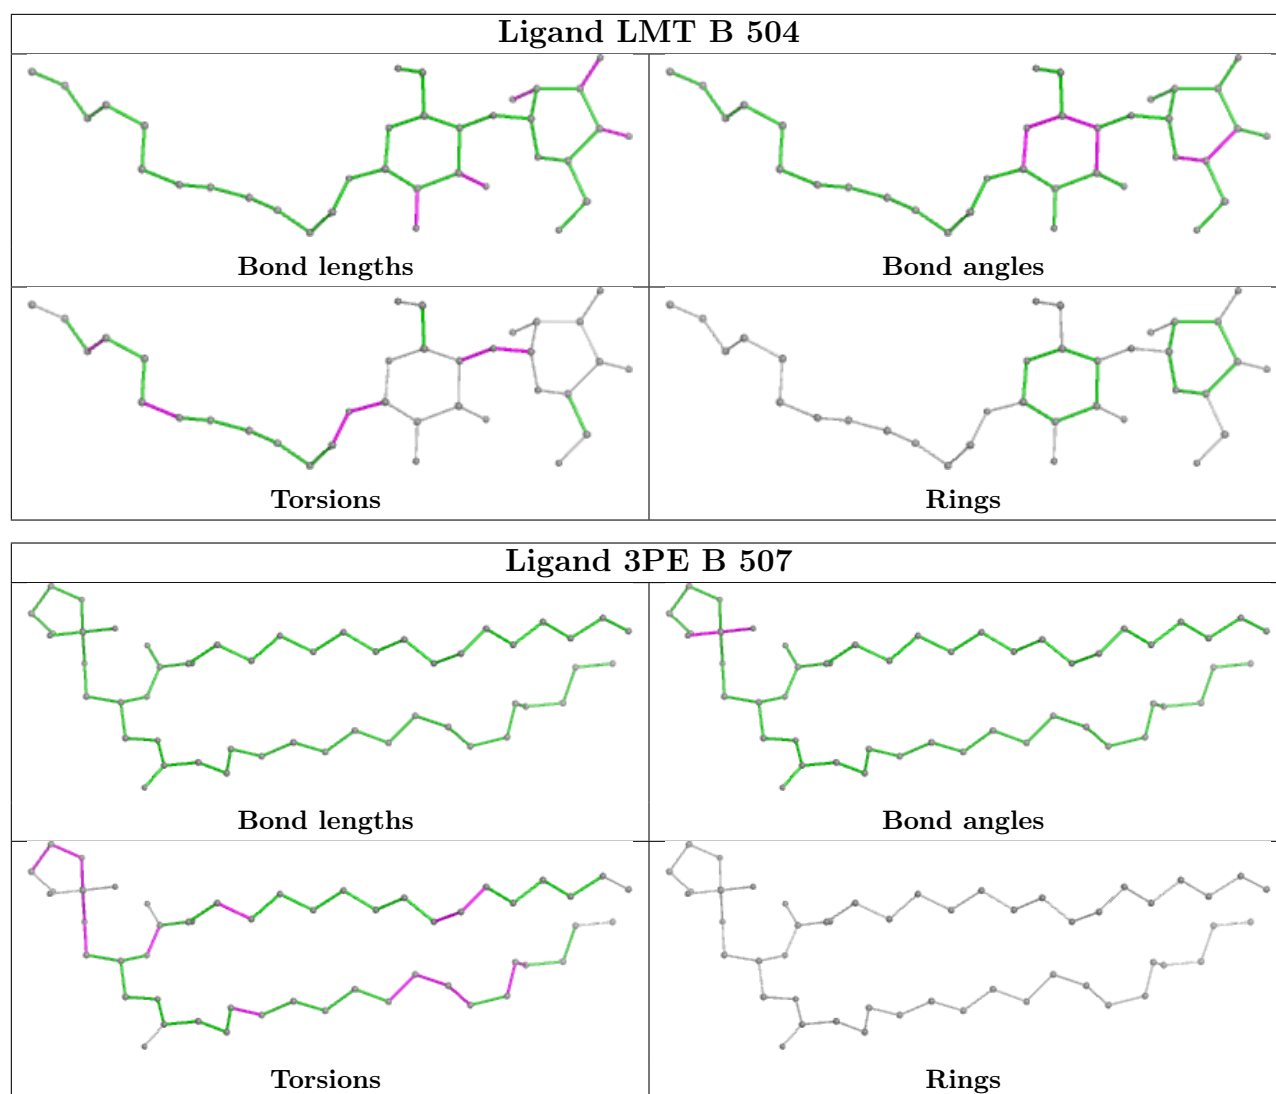 Ligand LMT B 504
Bond lengths
Bond angles
Torsions
Rings
Ligand 3PE B 507
Bond lengths
Bond angles
Torsions
Rings